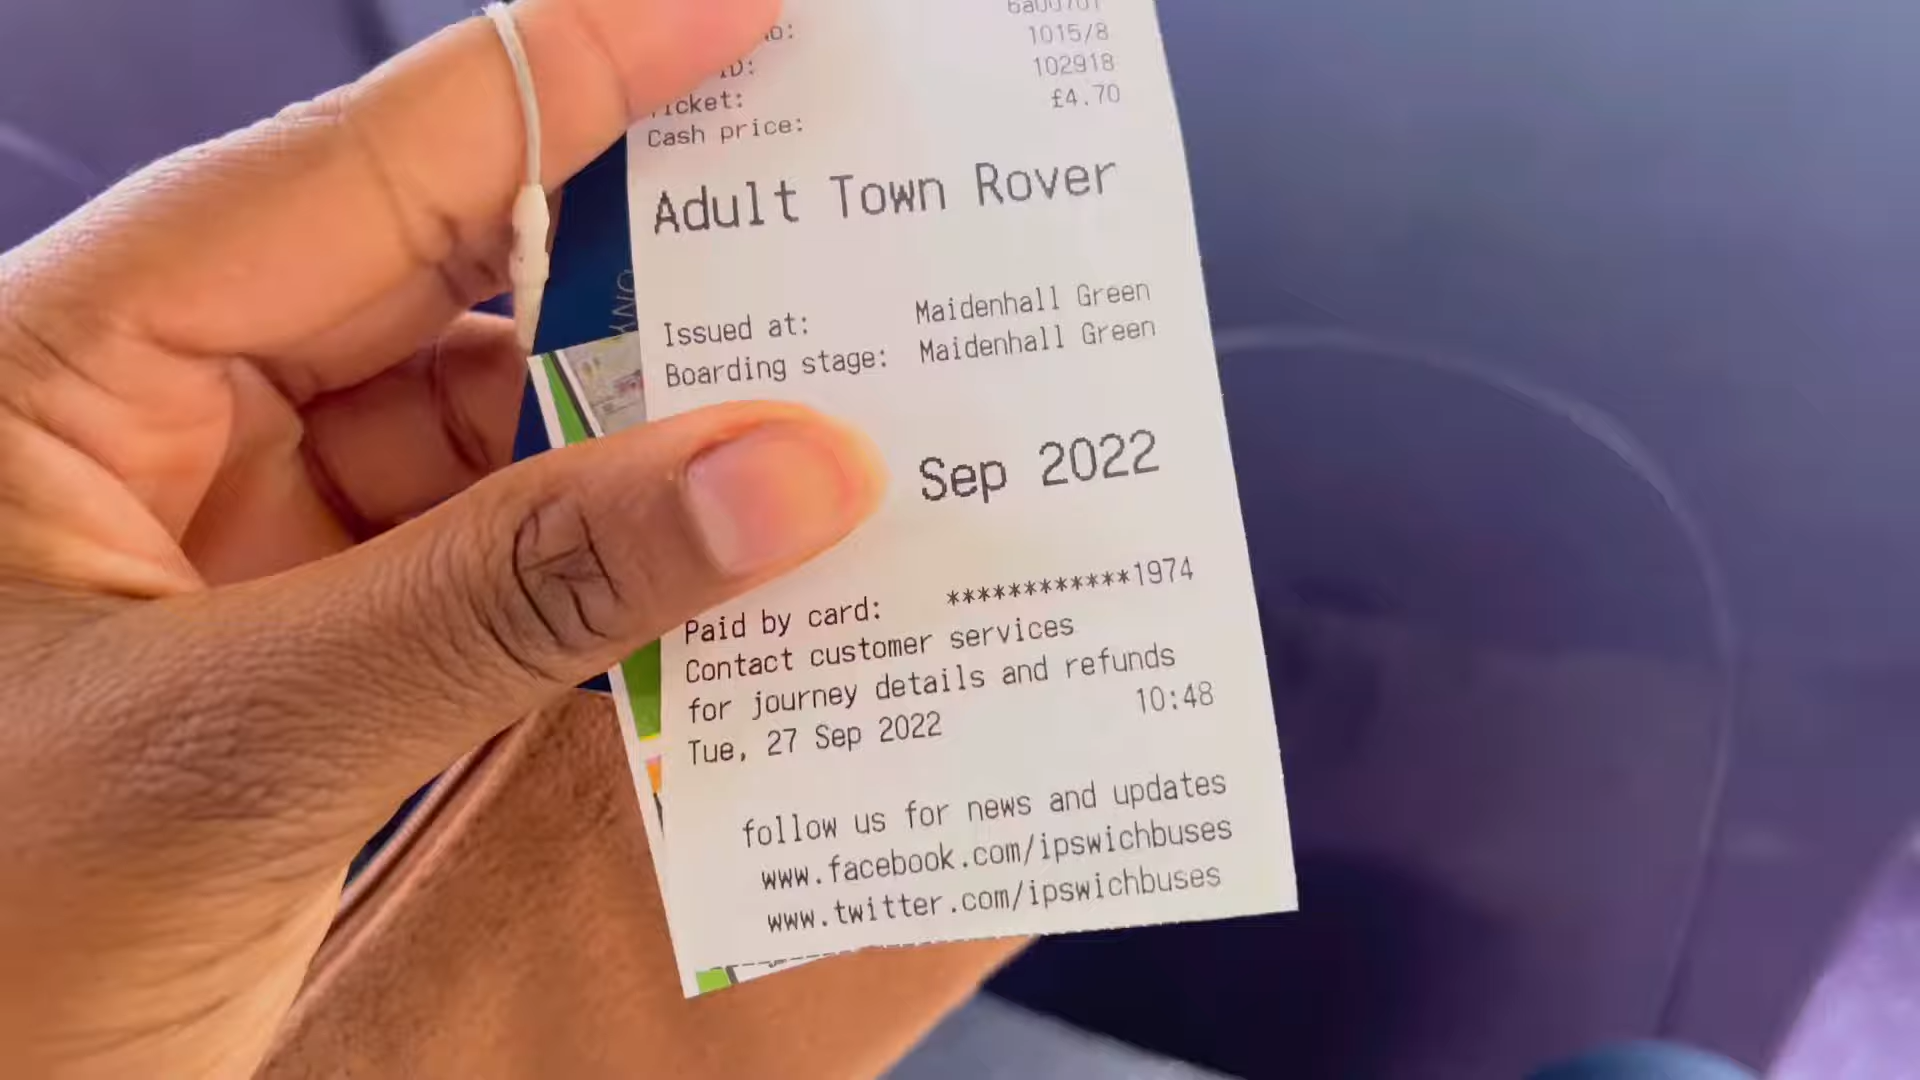 1015/8
ID: 102918
Ticket: £4.70
Cash price:
Adult Town Rover
Issued at: Maidenhall Green
Boarding stage: Maidenhall Green
Sep 2022
Paid by card: ************1974
Contact customer services
for journey details and refunds
Tue, 27 Sep 2022 10:48
follow us for news and updates
www.facebook.com/ipswichbuses
www.twitter.com/ipswichbuses